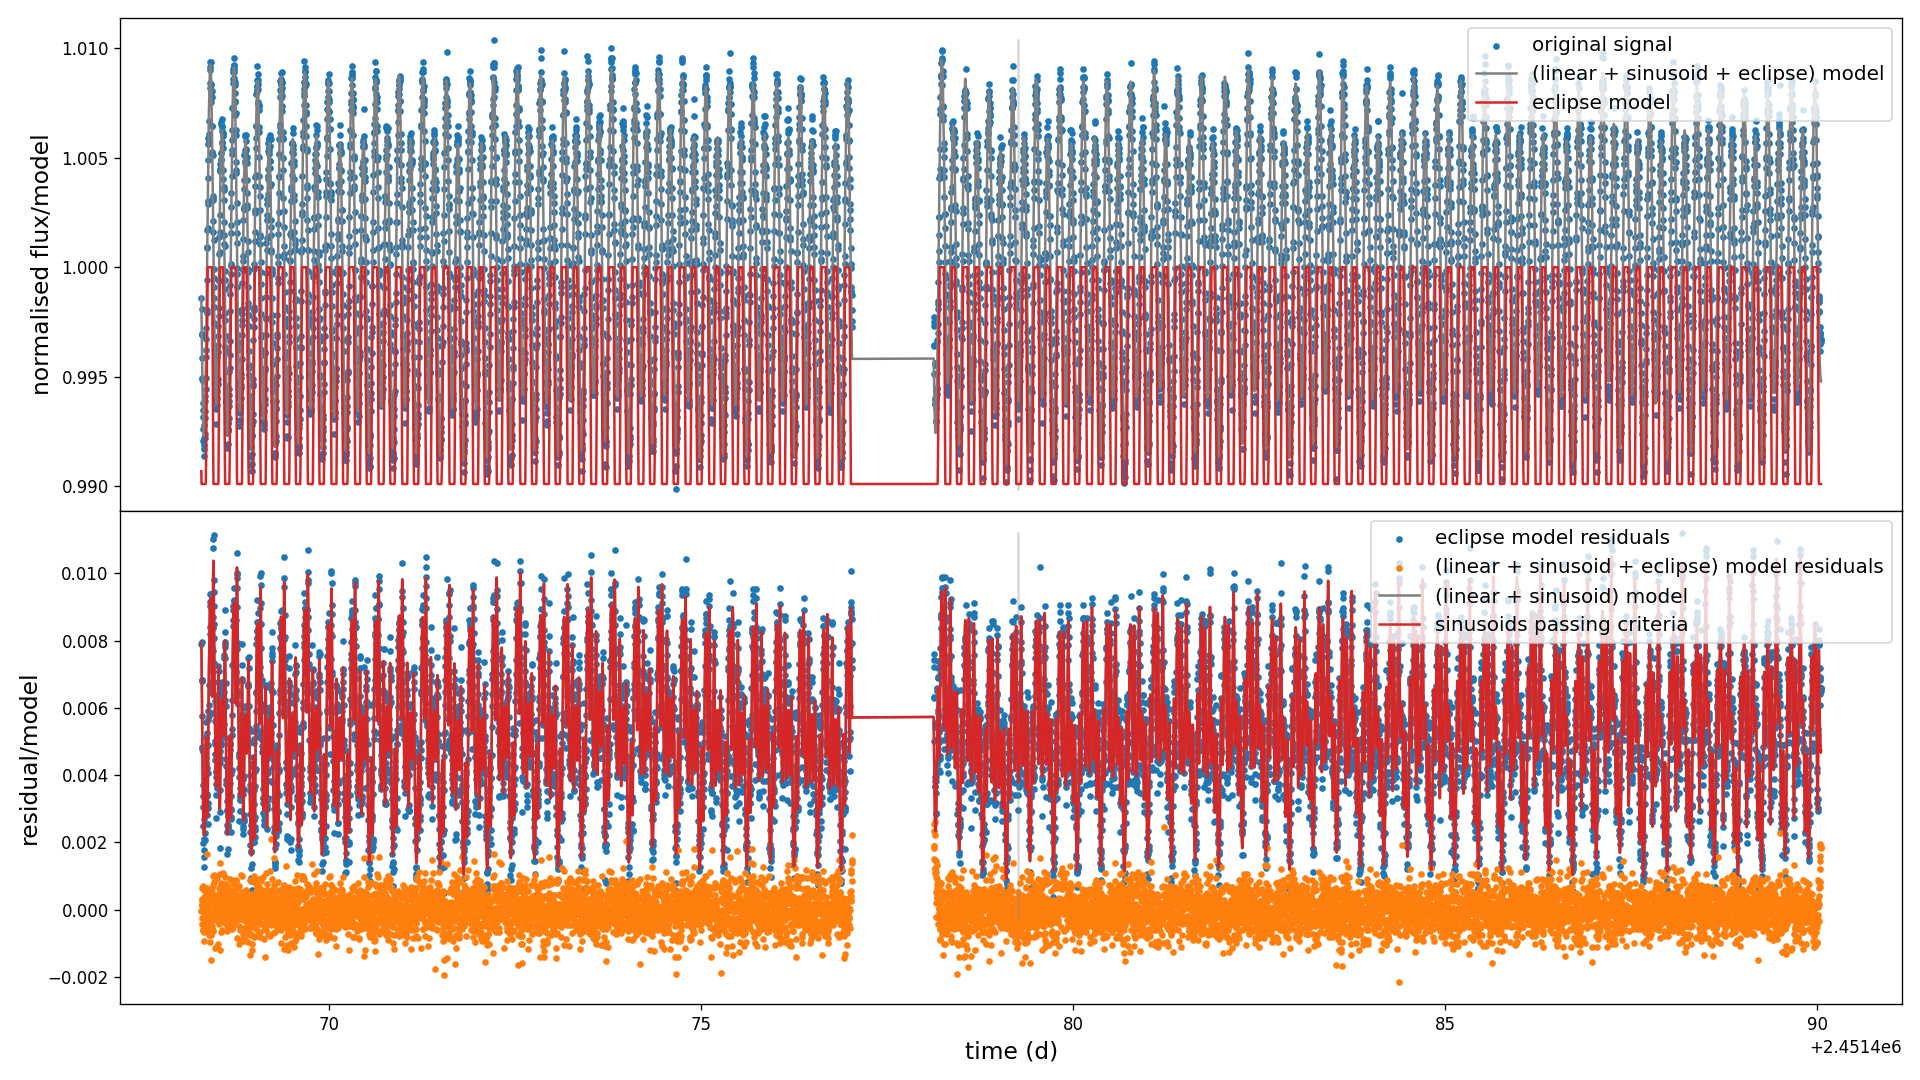 1.010
1.005
1.000
0.995
0.990
normalised flux/model
original signal
(linear + sinusoid + eclipse) model
eclipse model
0.010
0.008
0.006
0.004
0.002
0.000
−0.002
residual/model
eclipse model residuals
(linear + sinusoid + eclipse) model residuals
(linear + sinusoid) model
sinusoids passing criteria
70 75 80 85 90
time (d)
+2.4514e6